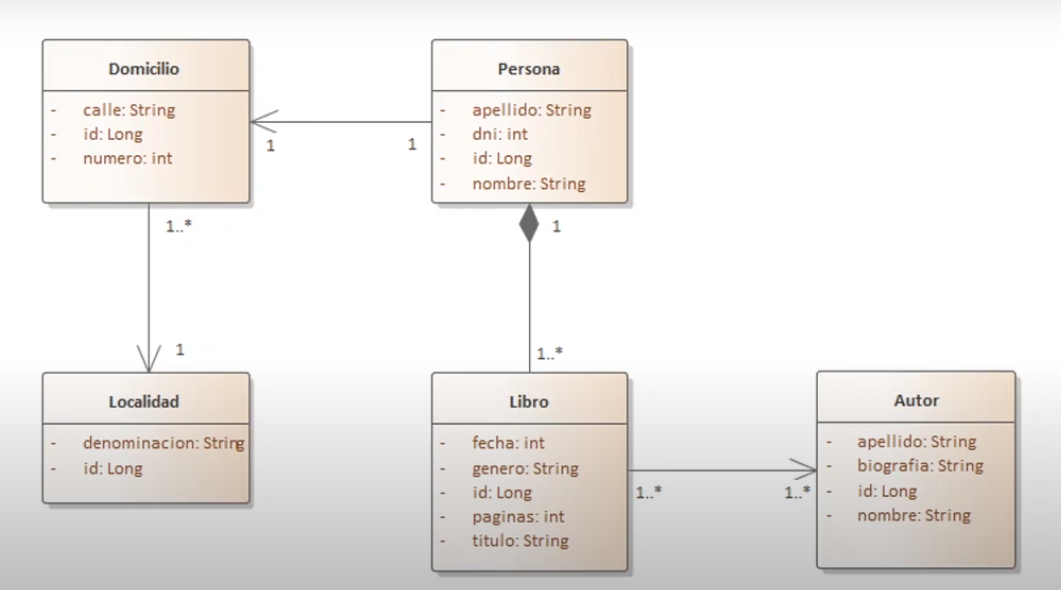 Domicilio
- calle: String
- id: Long
- numero: int
1
1
Persona
- apellido: String
- dni: int
- id: Long
- nombre: String
1..*
1
1
1..*
Localidad
- denominacion: String
- id: Long
Libro
- fecha: int
- genero: String
- id: Long
- paginas: int
- titulo: String
1..*
1..*
Autor
- apellido: String
- biografia: String
- id: Long
- nombre: String